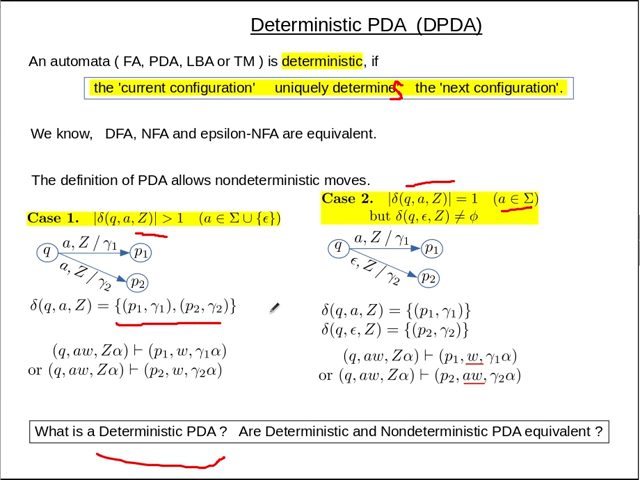 Deterministic PDA (DPDA)
An automata ( FA, PDA, LBA or TM ) is deterministic, if
the 'current configuration' uniquely determines the 'next configuration'.
We know, DFA, NFA and epsilon-NFA are equivalent.
The definition of PDA allows nondeterministic moves.
Case 1. |δ(q, a, Z)| > 1 (a ∈ Σ ∪ {ϵ})
q a, Z / γ₁ p₁
a, Z / γ₂ p₂
δ(q, a, Z) = {(p₁, γ₁), (p₂, γ₂)}
(q, aw, Zα) ⊢ (p₁, w, γ₁α)
or (q, aw, Zα) ⊢ (p₂, w, γ₂α)
Case 2. |δ(q, a, Z)| = 1 (a ∈ Σ)
but δ(q, ϵ, Z) ≠ ϕ
q a, Z / γ₁ p₁
ϵ, Z / γ₂ p₂
δ(q, a, Z) = {(p₁, γ₁)}
δ(q, ϵ, Z) = {(p₂, γ₂)}
(q, aw, Zα) ⊢ (p₁, w, γ₁α)
or (q, aw, Zα) ⊢ (p₂, aw, γ₂α)
What is a Deterministic PDA ? Are Deterministic and Nondeterministic PDA equivalent ?